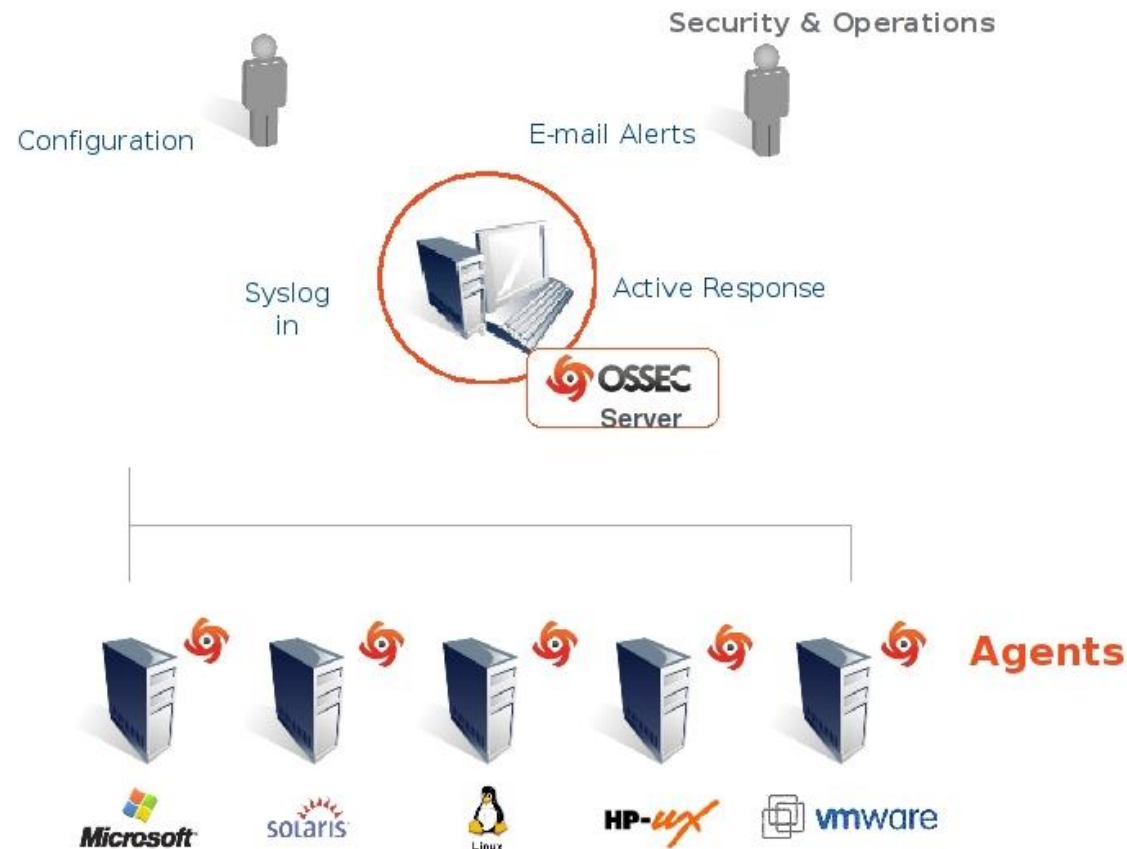 Security & Operations
Configuration
E-mail Alerts
Syslog
in
Active Response
OSSEC
Server
Agents
Microsoft
solaris
Linux
HP-UX
vmware